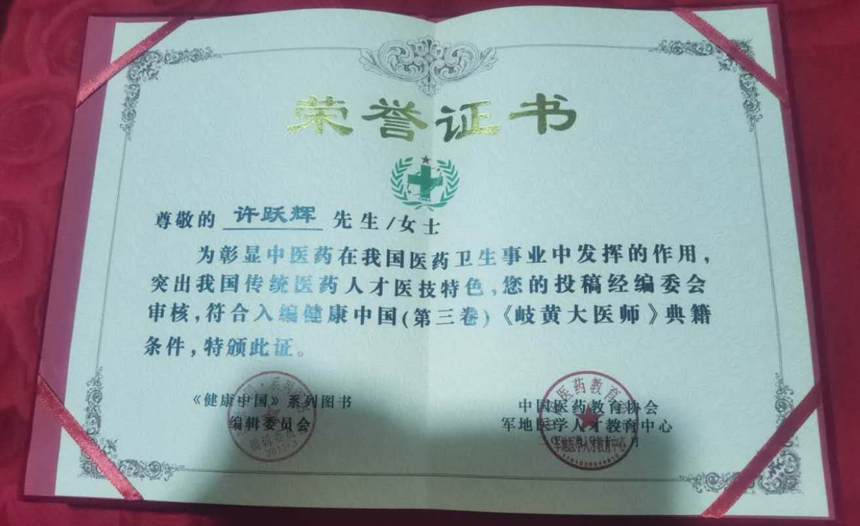 荣誉证书
尊敬的 许跃辉 先生/女士
为彰显中医药在我国医药卫生事业中发挥的作用,
突出我国传统医药人才医技特色,您的投稿经编委会
审核,符合入编健康中国(第三卷)《岐黄大医师》典籍
条件,特颁此证。
《健康中国》系列图书
编辑委员会
中国医药教育协会
军地医学人才教育中心